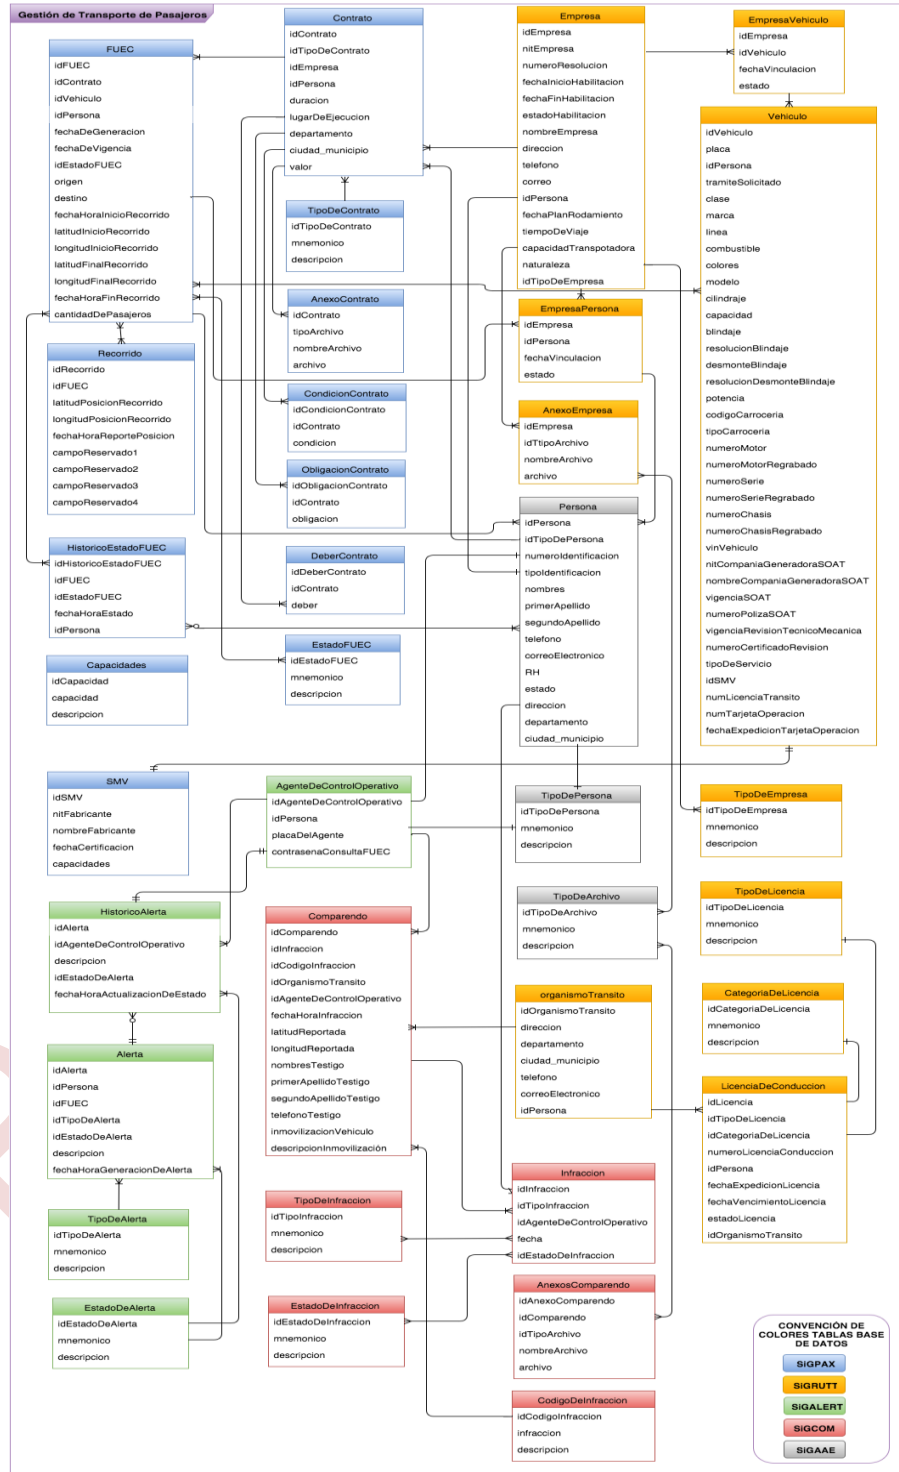 Gestión de Transporte de Pasajeros
FUEC
idFUEC
idContrato
idVehiculo
idPersona
fechaDeGeneracion
fechaDeVigencia
idEstadoFUEC
origen
destino
fechaHoraInicioRecorrido
latitudInicioRecorrido
longitudInicioRecorrido
latitudFinalRecorrido
longitudFinalRecorrido
fechaHoraFinRecorrido
cantidadDePasajeros
Recorrido
idRecorrido
idFUEC
latitudPosicionRecorrido
longitudPosicionRecorrido
fechaHoraReportePosicion
campoReservado1
campoReservado2
campoReservado3
campoReservado4
HistoricoEstadoFUEC
idHistoricoEstadoFUEC
idFUEC
idEstadoFUEC
fechaHoraEstado
idPersona
Capacidades
idCapacidad
capacidad
descripcion
SMV
idSMV
nitFabricante
nombreFabricante
fechaCertificacion
capacidades
HistoricoAlerta
idAlerta
idAgenteDeControlOperativo
descripcion
idEstadoDeAlerta
fechaHoraActualizacionDeEstado
Alerta
idAlerta
idPersona
idFUEC
idTipoDeAlerta
idEstadoDeAlerta
descripcion
fechaHoraGeneracionDeAlerta
TipoDeAlerta
idTipoDeAlerta
mnemonico
descripcion
EstadoDeAlerta
idEstadoDeAlerta
mnemonico
descripcion
Contrato
idContrato
idTipoDeContrato
idEmpresa
idPersona
duracion
lugarDeEjecucion
departamento
ciudad_municipio
valor
TipoDeContrato
idTipoDeContrato
mnemonico
descripcion
AnexoContrato
idContrato
tipoArchivo
nombreArchivo
archivo
CondicionContrato
idCondicionContrato
idContrato
condicion
ObligacionContrato
idObligacionContrato
idContrato
obligacion
DeberContrato
idDeberContrato
idContrato
deber
EstadoFUEC
idEstadoFUEC
mnemonico
descripcion
AgenteDeControlOperativo
idAgenteDeControlOperativo
idPersona
placaDelAgente
contrasenaConsultaFUEC
Comparendo
idComparendo
idInfraccion
idCodigoInfraccion
idOrganismoTransito
idAgenteDeControlOperativo
fechaHoraInfraccion
latitudReportada
longitudReportada
nombresTestigo
primerApellidoTestigo
segundoApellidoTestigo
telefonoTestigo
inmovilizacionVehiculo
descripcionInmovilización
TipoDeInfraccion
idTipoInfraccion
mnemonico
descripcion
EstadoDeInfraccion
idEstadoDeInfraccion
mnemonico
descripcion
Empresa
idEmpresa
nitEmpresa
numeroResolucion
fechaInicioHabilitacion
fechaFinHabilitacion
estadoHabilitacion
nombreEmpresa
direccion
telefono
correo
idPersona
fechaPlanRodamiento
tiempoDeViaje
capacidadTranspotadora
naturaleza
idTipoDeEmpresa
EmpresaPersona
idEmpresa
idPersona
fechaVinculacion
estado
AnexoEmpresa
idEmpresa
idTtipoArchivo
nombreArchivo
archivo
Persona
idPersona
idTipoDePersona
numeroIdentificacion
tipoIdentificacion
nombres
primerApellido
segundoApellido
telefono
correoElectronico
RH
estado
direccion
departamento
ciudad_municipio
TipoDePersona
idTipoDePersona
mnemonico
descripcion
TipoDeArchivo
idTipoDeArchivo
mnemonico
descripcion
organismoTransito
idOrganismoTransito
direccion
departamento
ciudad_municipio
telefono
correoElectronico
idPersona
Infraccion
idInfraccion
idTipoInfraccion
idAgenteDeControlOperativo
fecha
idEstadoDeInfraccion
AnexosComparendo
idAnexoComparendo
idComparendo
idTipoArchivo
nombreArchivo
archivo
CodigoDeInfraccion
idCodigoInfraccion
infraccion
descripcion
EmpresaVehiculo
idEmpresa
idVehiculo
fechaVinculacion
estado
Vehiculo
idVehiculo
placa
idPersona
tramiteSolicitado
clase
marca
linea
combustible
colores
modelo
cilindraje
capacidad
blindaje
resolucionBlindaje
desmonteBlindaje
resolucionDesmonteBlindaje
potencia
codigoCarroceria
tipoCarroceria
numeroMotor
numeroMotorRegrabado
numeroSerie
numeroSerieRegrabado
numeroChasis
numeroChasisRegrabado
vinVehiculo
nitCompaniaGeneradoraSOAT
nombreCompaniaGeneradoraSOAT
vigenciaSOAT
numeroPolizaSOAT
vigenciaRevisionTecnicoMecanica
numeroCertificadoRevision
tipoDeServicio
idSMV
numLicenciaTransito
numTarjetaOperacion
fechaExpedicionTarjetaOperacion
TipoDeEmpresa
idTipoDeEmpresa
mnemonico
descripcion
TipoDeLicencia
idTipoDeLicencia
mnemonico
descripcion
CategoriaDeLicencia
idCategoriaDeLicencia
mnemonico
descripcion
LicenciaDeConduccion
idLicencia
idTipoDeLicencia
idCategoriaDeLicencia
numeroLicenciaConduccion
idPersona
fechaExpedicionLicencia
fechaVencimientoLicencia
estadoLicencia
idOrganismoTransito
CONVENCIÓN DE
COLORES TABLAS BASE
DE DATOS
SiGPAX
SiGRUTT
SiGALERT
SiGCOM
SiGAAE